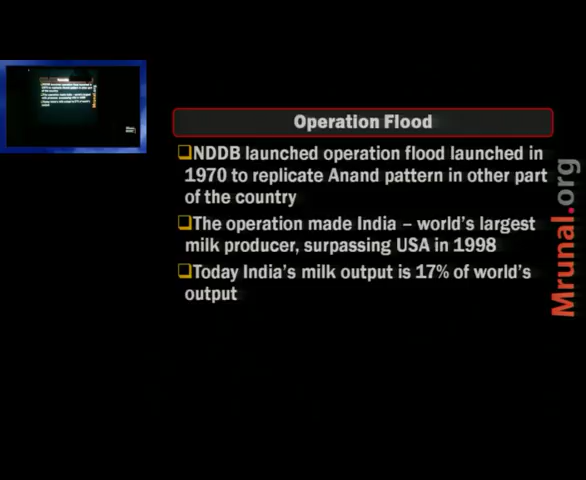 Operation Flood
❑NDDB launched operation flood launched in
1970 to replicate Anand pattern in other part
of the country
❑The operation made India – world's largest
milk producer, surpassing USA in 1998
❑Today India's milk output is 17% of world's
output
Mrunal.org